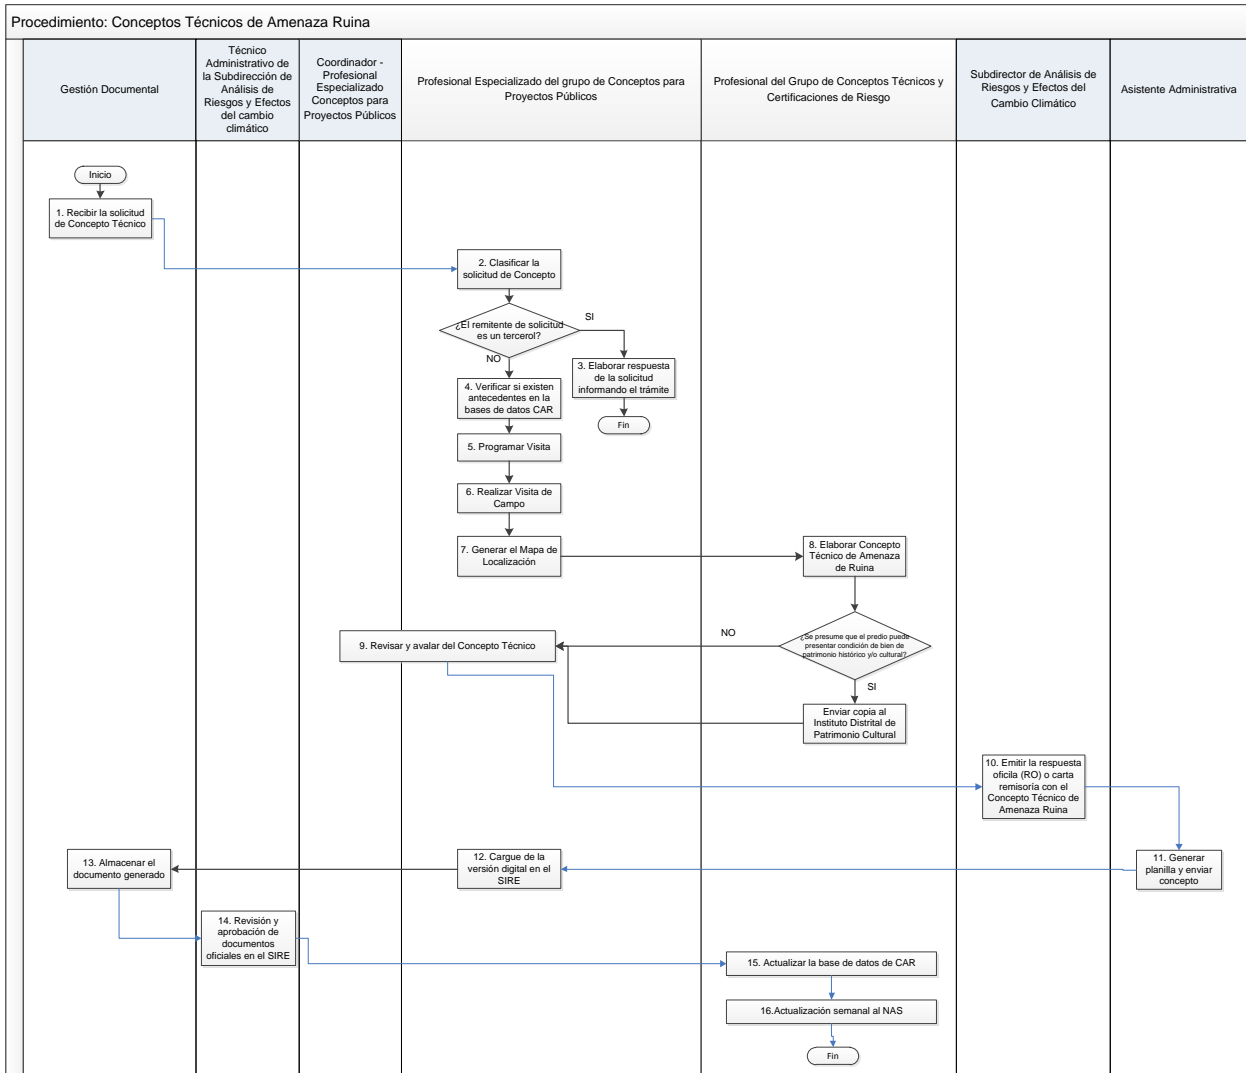 Procedimiento: Conceptos Técnicos de Amenaza Ruina
Gestión Documental
Técnico
Administrativo de
la Subdirección de
Análisis de
Riesgos y Efectos
del cambio
climático
Coordinador -
Profesional
Especializado
Conceptos para
Proyectos Públicos
Profesional Especializado del grupo de Conceptos para
Proyectos Públicos
Profesional del Grupo de Conceptos Técnicos y
Certificaciones de Riesgo
Subdirector de Análisis de
Riesgos y Efectos del
Cambio Climático
Asistente Administrativa
Inicio
1. Recibir la solicitud
de Concepto Técnico
2. Clasificar la
solicitud de Concepto
¿El remitente de solicitud
es un tercerol?
SI
NO
3. Elaborar respuesta
de la solicitud
informando el trámite
Fin
4. Verificar si existen
antecedentes en la
bases de datos CAR
5. Programar Visita
6. Realizar Visita de
Campo
7. Generar el Mapa de
Localización
8. Elaborar Concepto
Técnico de Amenaza
de Ruina
¿Se presume que el predio puede
presentar condición de bien de
patrimonio histórico y/o cultural?
NO
SI
9. Revisar y avalar del Concepto Técnico
Enviar copia al
Instituto Distrital de
Patrimonio Cultural
10. Emitir la respuesta
oficila (RO) o carta
remisoría con el
Concepto Técnico de
Amenaza Ruina
11. Generar
planilla y enviar
concepto
12. Cargue de la
versión digital en el
SIRE
13. Almacenar el
documento generado
14. Revisión y
aprobación de
documentos
oficiales en el SIRE
15. Actualizar la base de datos de CAR
16.Actualización semanal al NAS
Fin